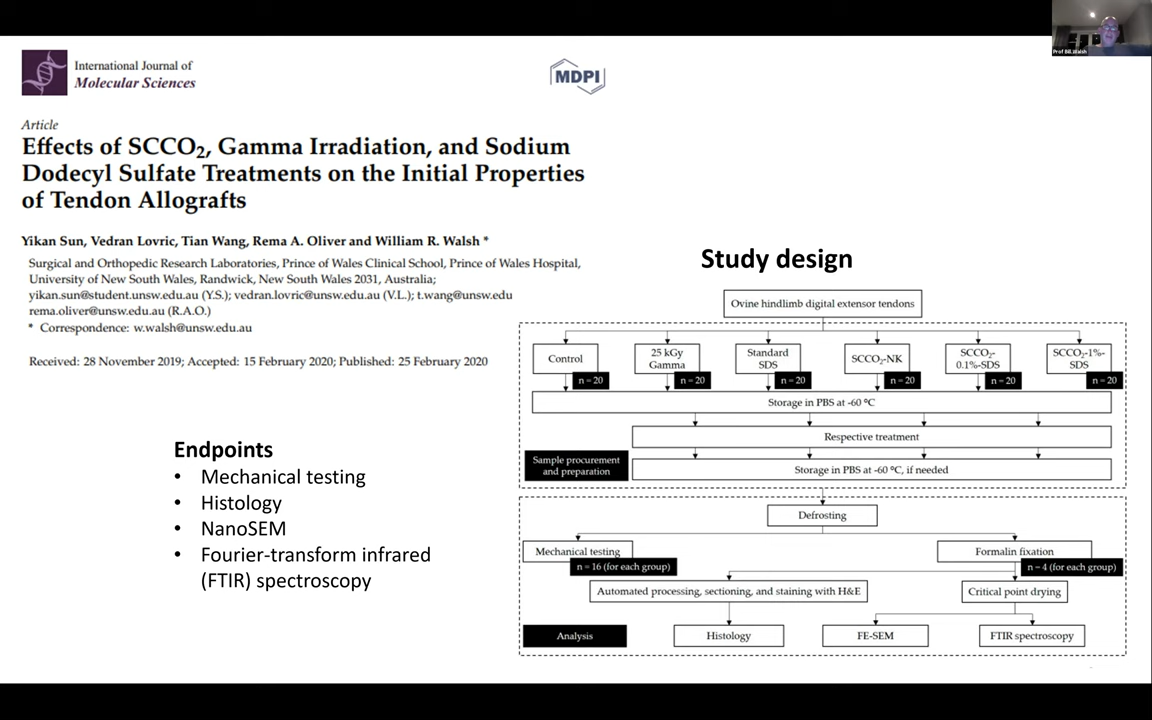 Prof Bill Walsh
International Journal of
Molecular Sciences
MDPI
Article
Effects of SCCO₂, Gamma Irradiation, and Sodium
Dodecyl Sulfate Treatments on the Initial Properties
of Tendon Allografts
Yikan Sun, Vedran Lovric, Tian Wang, Rema A. Oliver and William R. Walsh *
Surgical and Orthopedic Research Laboratories, Prince of Wales Clinical School, Prince of Wales Hospital,
University of New South Wales, Randwick, New South Wales 2031, Australia;
yikan.sun@student.unsw.edu.au (Y.S.); vedran.lovric@unsw.edu.au (V.L.); t.wang@unsw.edu
rema.oliver@unsw.edu.au (R.A.O.)
* Correspondence: w.walsh@unsw.edu.au
Received: 28 November 2019; Accepted: 15 February 2020; Published: 25 February 2020
Endpoints
• Mechanical testing
• Histology
• NanoSEM
• Fourier-transform infrared
(FTIR) spectroscopy
Study design
Ovine hindlimb digital extensor tendons
Control
n = 20
25 kGy
Gamma
n = 20
Standard
SDS
n = 20
SCCO₂-NK
n = 20
SCCO₂-
0.1%-SDS
n = 20
SCCO₂-1%-
SDS
n = 20
Storage in PBS at -60 °C
Respective treatment
Sample procurement
and preparation
Storage in PBS at -60 °C, if needed
Defrosting
Mechanical testing
n = 16 (for each group)
Formalin fixation
n = 4 (for each group)
Automated processing, sectioning, and staining with H&E
Critical point drying
Analysis
Histology
FE-SEM
FTIR spectroscopy